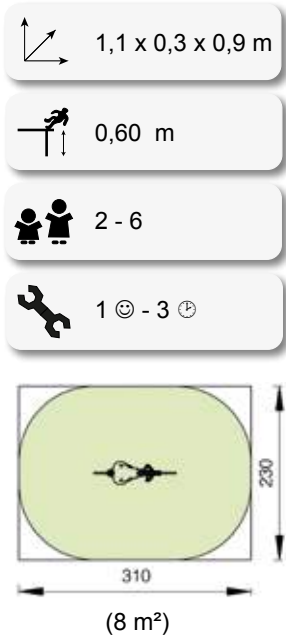 1,1 x 0,3 x 0,9 m
0,60 m
2 - 6
1 ☺ - 3 🕑
230
310
(8 m²)